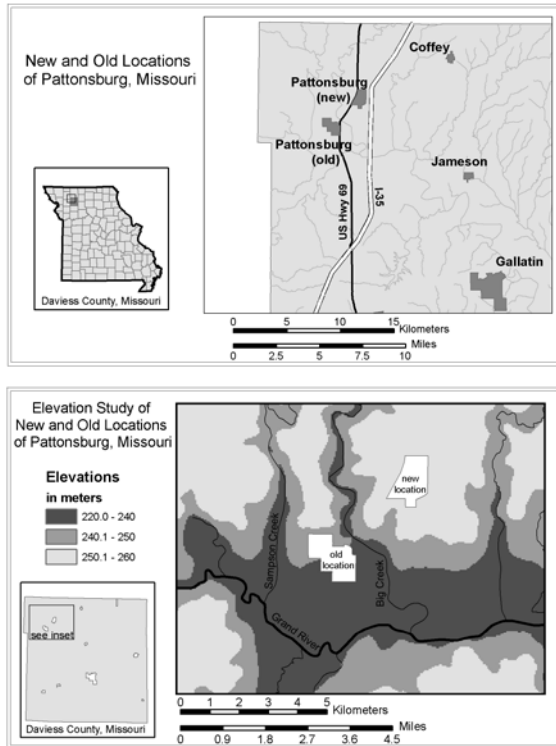 New and Old Locations
of Pattonsburg, Missouri
Coffey
Pattonsburg
(new)
Pattonsburg
(old)
Jameson
US Hwy 69
I-35
Gallatin
Daviess County, Missouri
0 5 10 15
Kilometers
Miles
0 2.5 5 7.5 10
Elevation Study of
New and Old Locations
of Pattonsburg, Missouri
Elevations
in meters
220.0 - 240
240.1 - 250
250.1 - 260
new
location
old
location
Sampson Creek
Big Creek
Grand River
see inset
Daviess County, Missouri
0 1 2 3 4 5
Kilometers
Miles
0 0.9 1.8 2.7 3.6 4.5